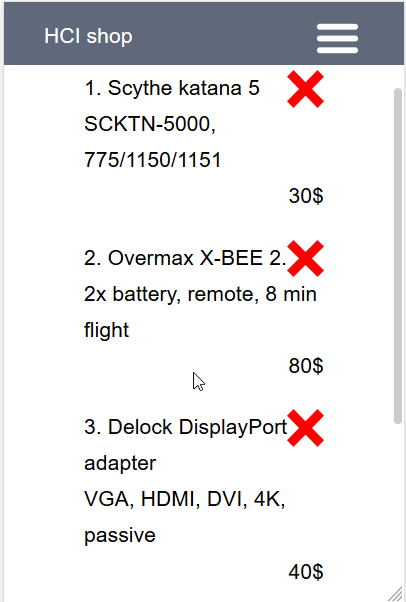 HCI shop
1. Scythe katana 5
SCKTN-5000,
775/1150/1151
30$
2. Overmax X-BEE 2.
2x battery, remote, 8 min
flight
80$
3. Delock DisplayPort
adapter
VGA, HDMI, DVI, 4K,
passive
40$